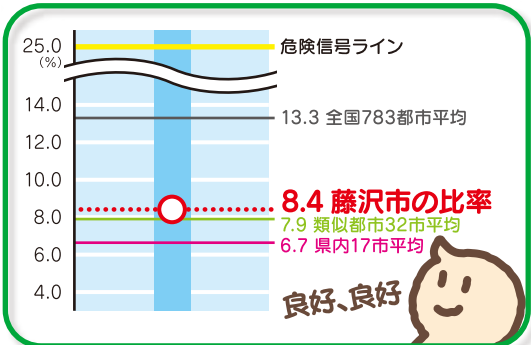 25.0
(%)
危険信号ライン
14.0
13.3 全国783都市平均
12.0
10.0
8.4 藤沢市の比率
8.0
7.9 類似都市32市平均
6.7 県内17市平均
6.0
4.0
良好、良好